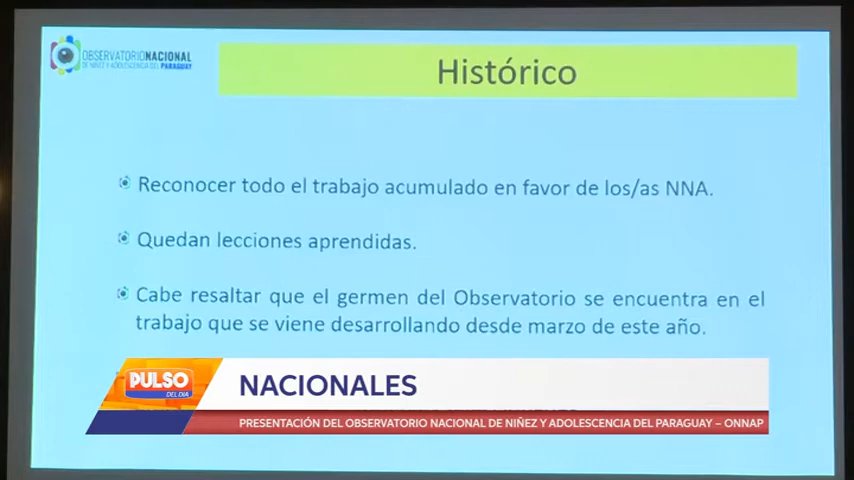 OBSERVATORIO NACIONAL
DE NIÑEZ Y ADOLESCENCIA DEL PARAGUAY
Histórico
Reconocer todo el trabajo acumulado en favor de los/as NNA.
Quedan lecciones aprendidas.
Cabe resaltar que el germen del Observatorio se encuentra en el
trabajo que se viene desarrollando desde marzo de este año.
PULSO
DEL DIA
NACIONALES
PRESENTACIÓN DEL OBSERVATORIO NACIONAL DE NIÑEZ Y ADOLESCENCIA DEL PARAGUAY – ONNAP